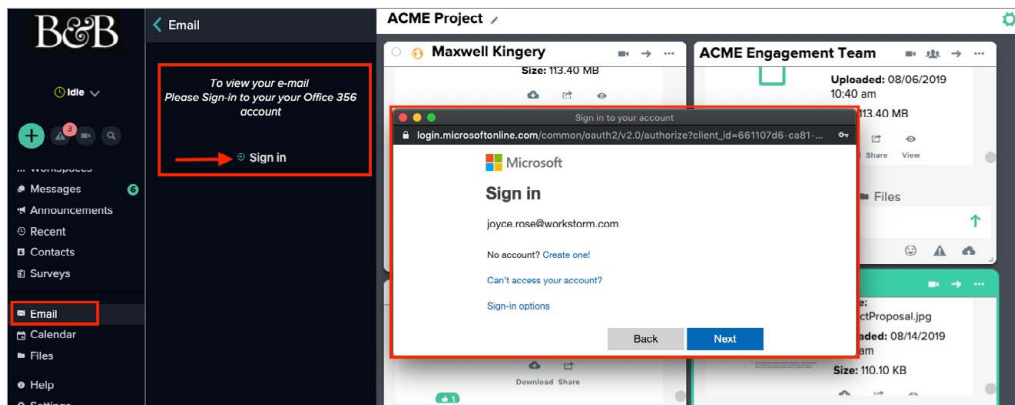 B&B
Idle
3
Messages 6
Announcements
Recent
Contacts
Surveys
Email
Calendar
Files
Help
Email
To view your e-mail
Please Sign-in to your your Office 356
account
Sign in
ACME Project
Maxwell Kingery
Size: 113.40 MB
ACME Engagement Team
Uploaded: 08/06/2019
10:40 am
113.40 MB
Share View
Files
Sign in to your account
login.microsoftonline.com/common/oauth2/v2.0/authorize?client_id=661107d6-ca81-...
Microsoft
Sign in
joyce.rose@workstorm.com
No account? Create one!
Can't access your account?
Sign-in options
Back Next
Download Share
1
ctProposal.jpg
aded: 08/14/2019
am
Size: 110.10 KB